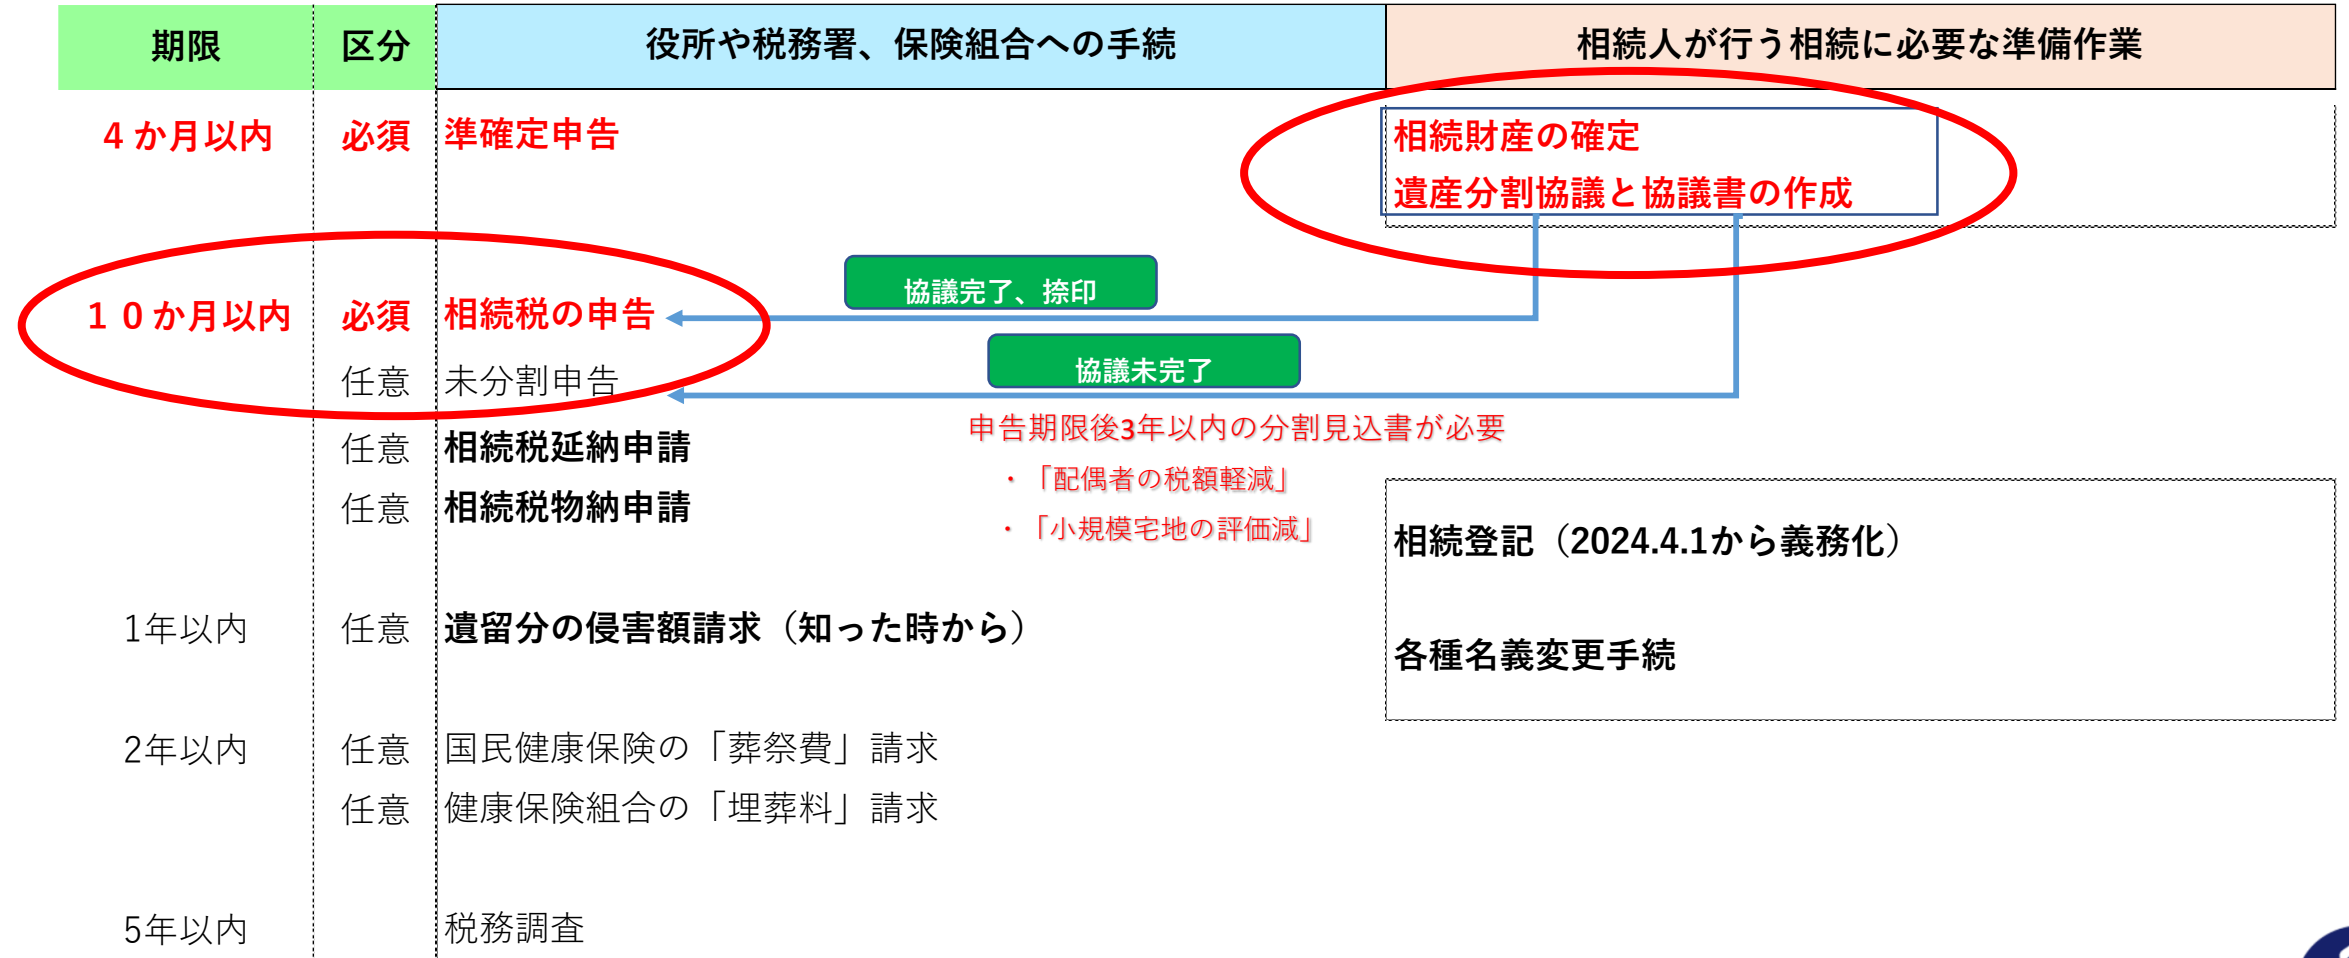 期限 区分 役所や税務署、保険組合への手続 相続人が行う相続に必要な準備作業
4か月以内 必須 準確定申告 相続財産の確定
遺産分割協議と協議書の作成
協議完了、捺印
10か月以内 必須 相続税の申告
協議未完了
任意 未分割申告
申告期限後3年以内の分割見込書が必要
任意 相続税延納申請
・「配偶者の税額軽減」
任意 相続税物納申請
・「小規模宅地の評価減」
相続登記（2024.4.1から義務化）
1年以内 任意 遺留分の侵害額請求（知った時から）
各種名義変更手続
2年以内 任意 国民健康保険の「葬祭費」請求
任意 健康保険組合の「埋葬料」請求
5年以内 税務調査